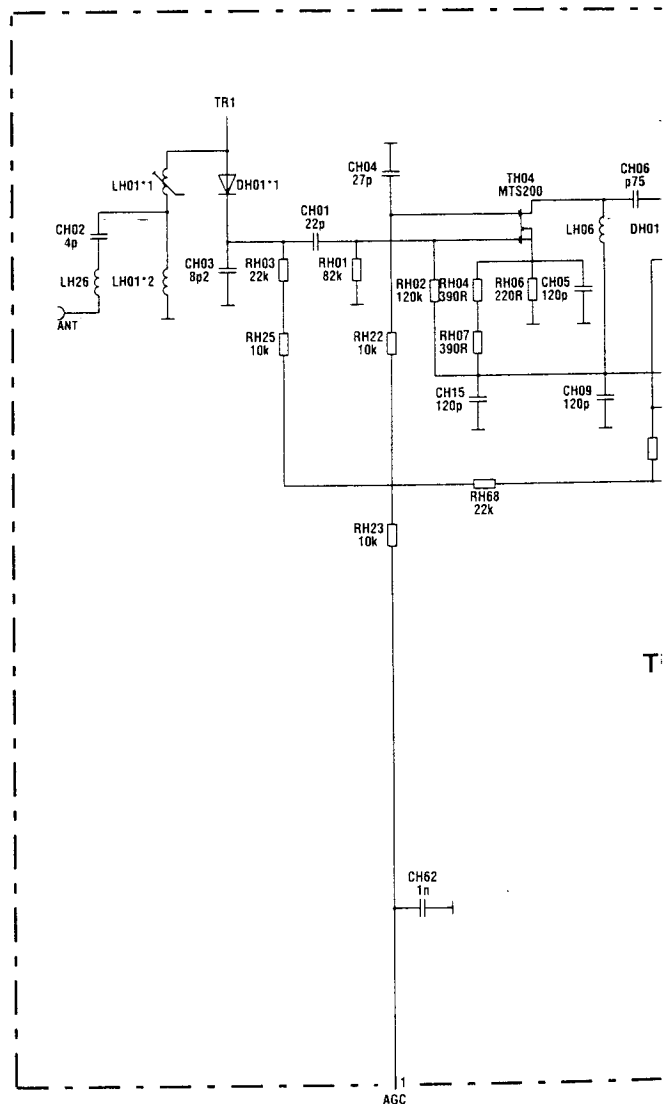 TR1
LH01*1
DH01*1
CH04
27p
TH04
MTS200
CH06
p75
CH02
4p
CH01
22p
LH06
DH01
CH03
8p2
RH03
22k
RH01
82k
RH02
120k
RH04
390R
RH06
220R
CH05
120p
LH26
LH01*2
ANT
RH25
10k
RH22
10k
RH07
390R
CH15
120p
CH09
120p
RH68
22k
RH23
10k
T
CH62
1n
1
AGC